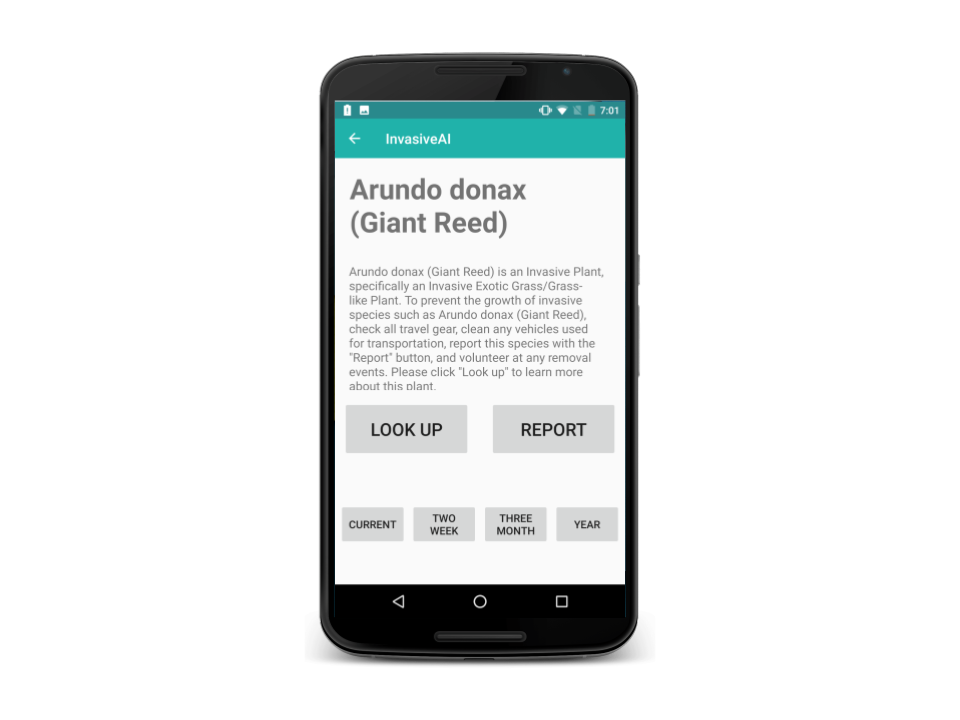 7:01
InvasiveAI
Arundo donax
(Giant Reed)
Arundo donax (Giant Reed) is an Invasive Plant,
specifically an Invasive Exotic Grass/Grass-
like Plant. To prevent the growth of invasive
species such as Arundo donax (Giant Reed),
check all travel gear, clean any vehicles used
for transportation, report this species with the
"Report" button, and volunteer at any removal
events. Please click "Look up" to learn more
about this plant.
LOOK UP
REPORT
CURRENT
TWO
WEEK
THREE
MONTH
YEAR